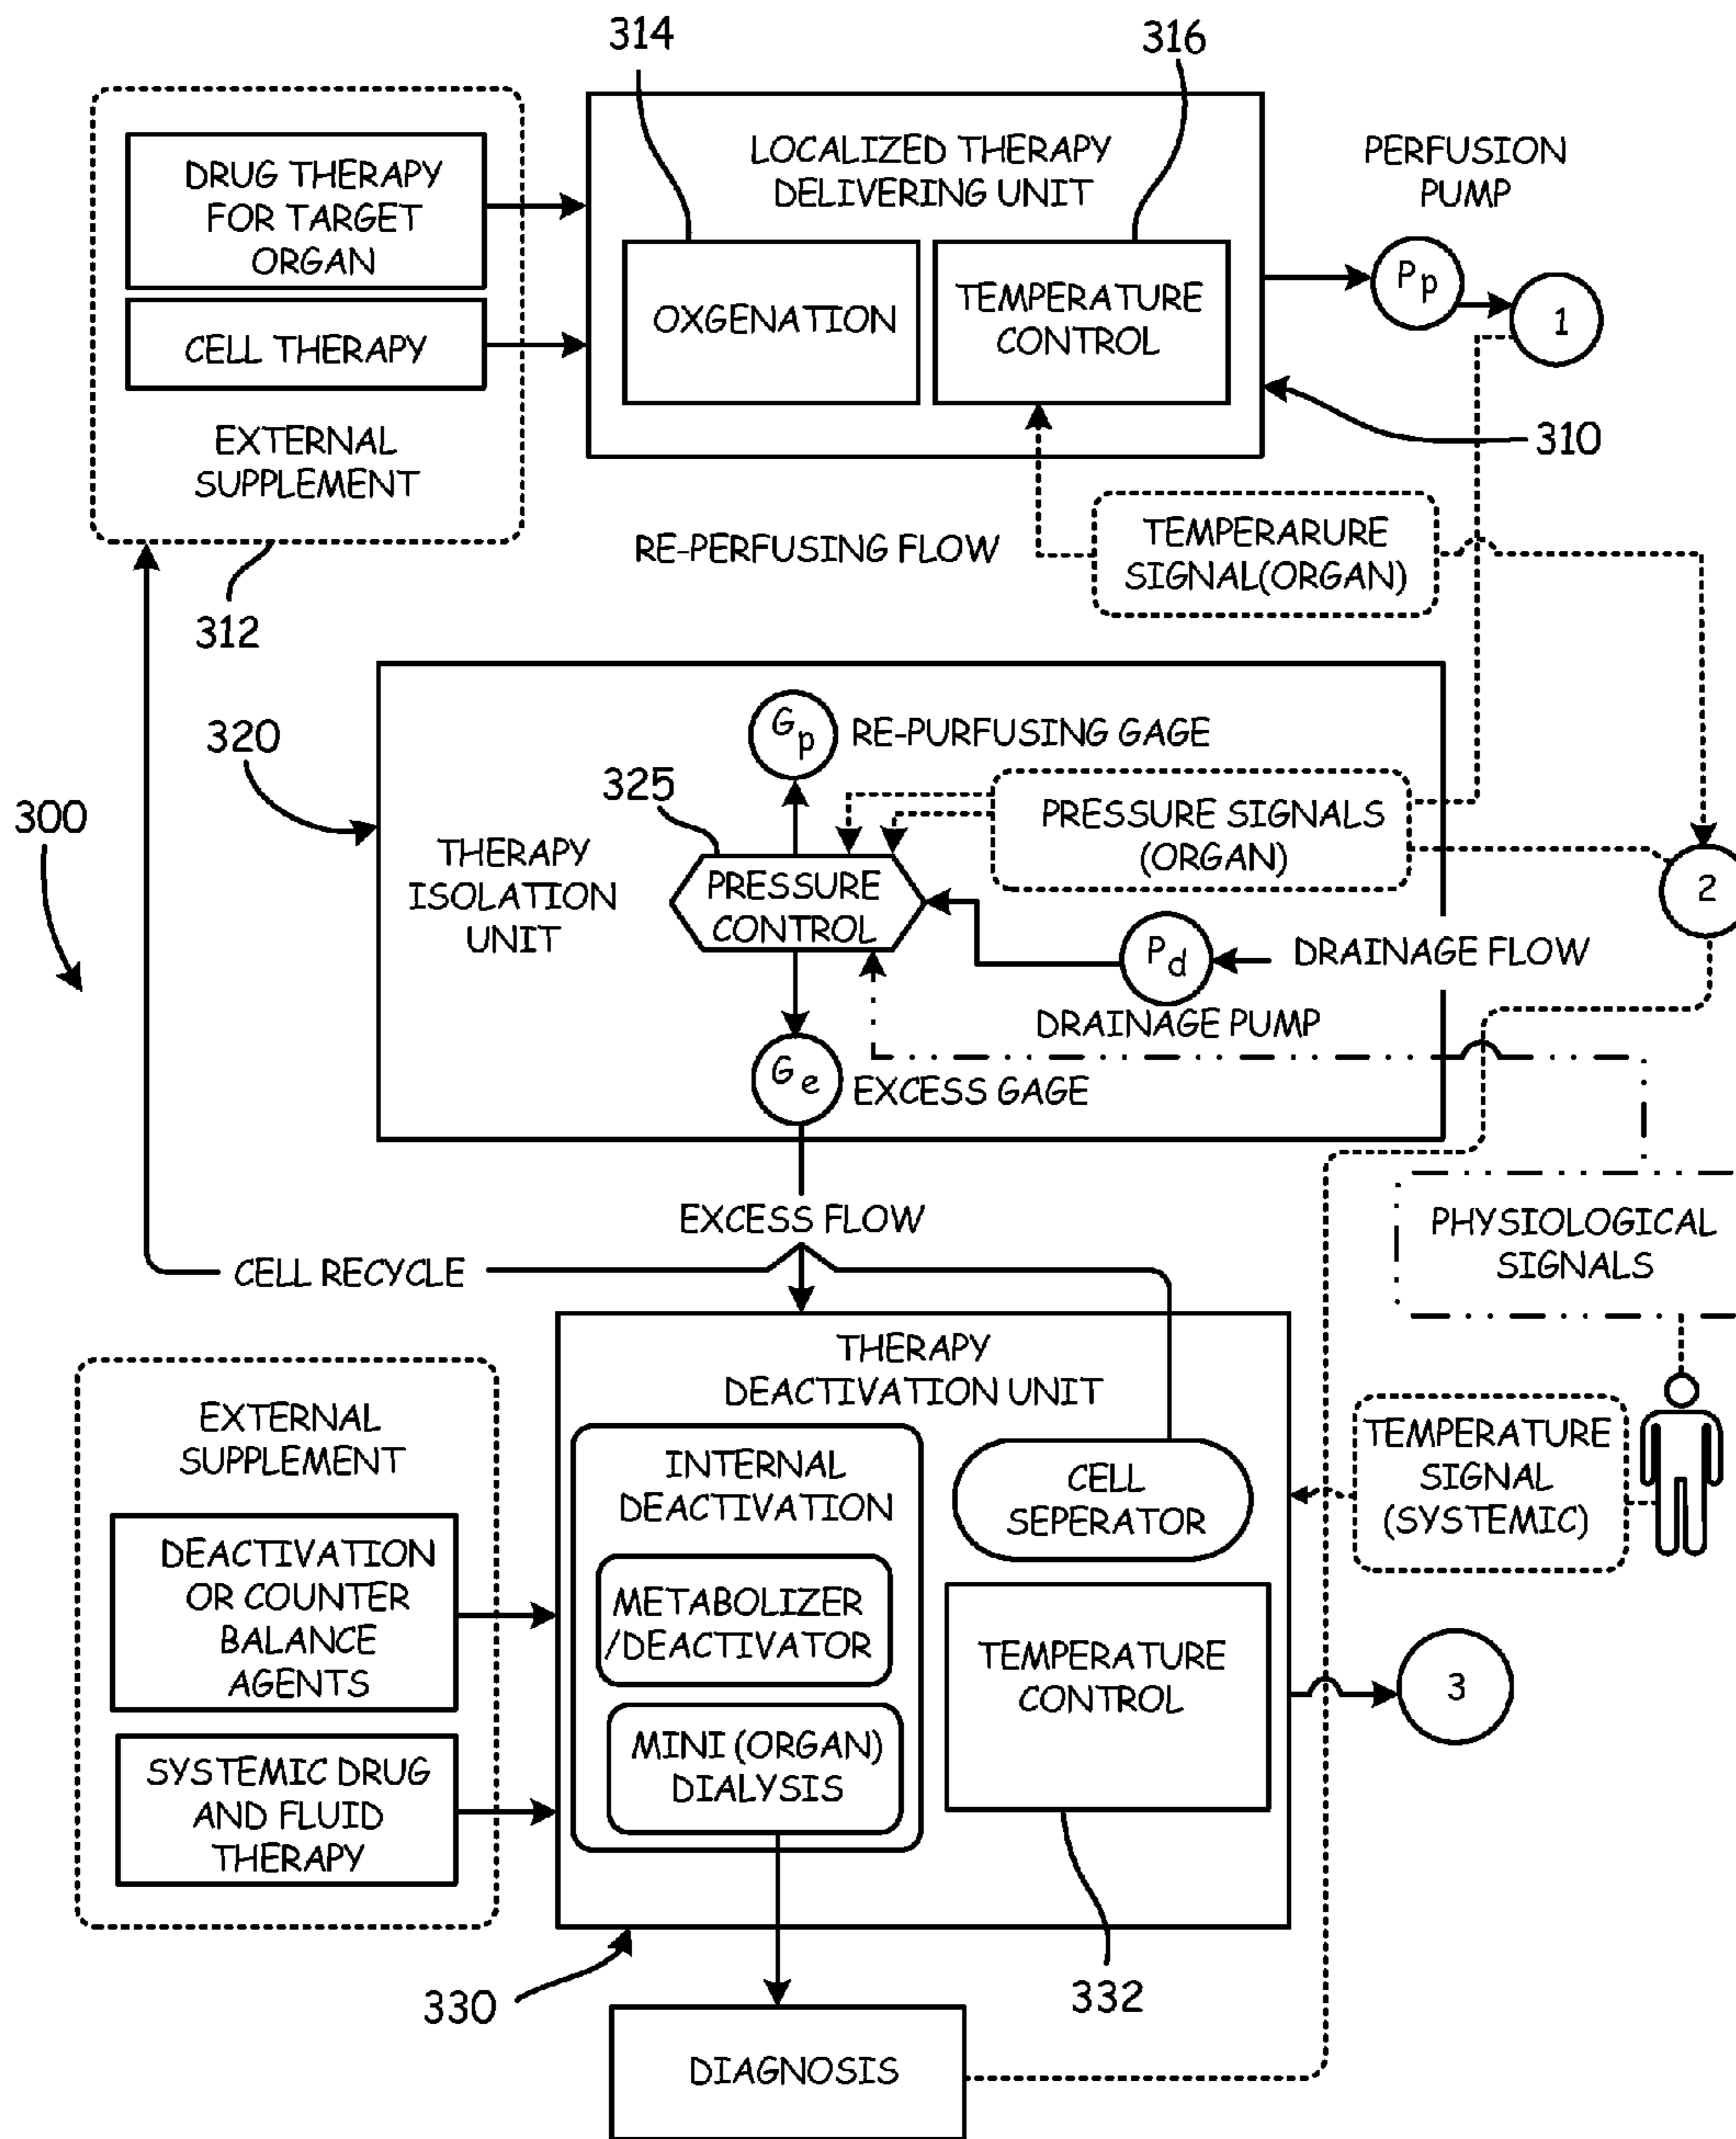 314
316
LOCALIZED THERAPY
DELIVERING UNIT
PERFUSION
PUMP
DRUG THERAPY
FOR TARGET
ORGAN
CELL THERAPY
EXTERNAL
SUPPLEMENT
OXGENATION
TEMPERATURE
CONTROL
Pp
1
310
312
RE-PERFUSING FLOW
TEMPERARURE
SIGNAL(ORGAN)
320
300
Gp
RE-PURFUSING GAGE
325
PRESSURE SIGNALS
(ORGAN)
THERAPY
ISOLATION
UNIT
PRESSURE
CONTROL
2
Pd
DRAINAGE FLOW
DRAINAGE PUMP
Ge
EXCESS GAGE
EXCESS FLOW
PHYSIOLOGICAL
SIGNALS
CELL RECYCLE
THERAPY
DEACTIVATION UNIT
EXTERNAL
SUPPLEMENT
INTERNAL
DEACTIVATION
CELL
SEPERATOR
TEMPERATURE
SIGNAL
(SYSTEMIC)
DEACTIVATION
OR COUNTER
BALANCE
AGENTS
METABOLIZER
/DEACTIVATOR
TEMPERATURE
CONTROL
3
SYSTEMIC DRUG
AND FLUID
THERAPY
MINI (ORGAN)
DIALYSIS
330
332
DIAGNOSIS